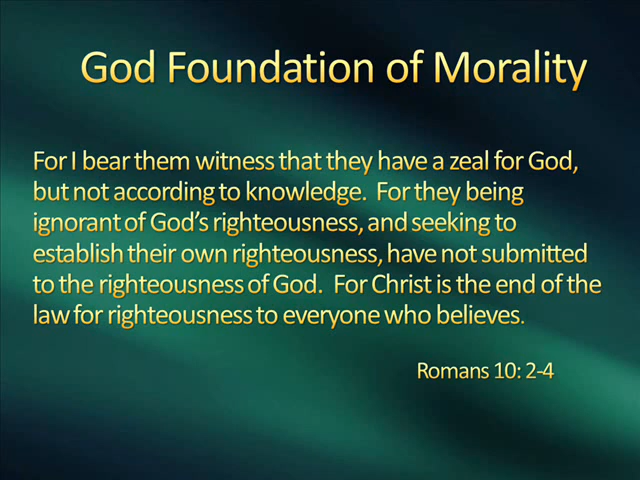 God Foundation of Morality
For I bear them witness that they have a zeal for God,
but not according to knowledge. For they being
ignorant of God's righteousness, and seeking to
establish their own righteousness, have not submitted
to the righteousness of God. For Christ is the end of the
law for righteousness to everyone who believes.
Romans 10: 2-4